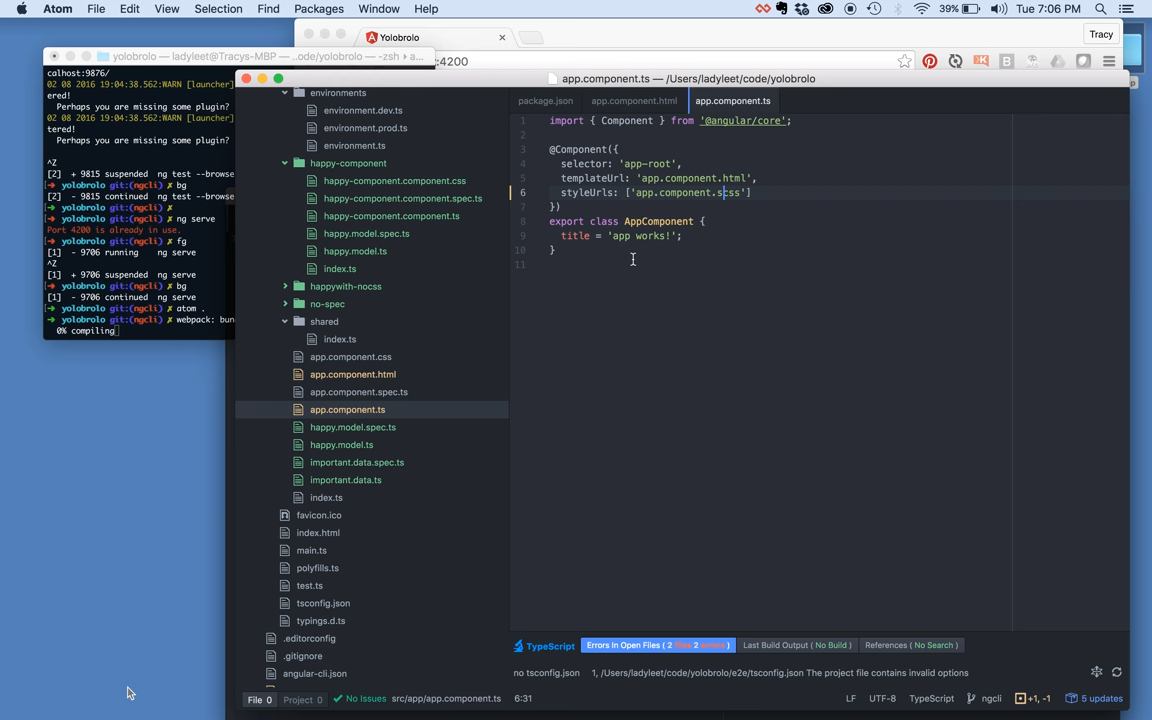 Atom File Edit View Selection Find Packages Window Help 39% Tue 7:06 PM
Yolobrolo Tracy
:4200
yolobrolo — ladyleet@Tracys-MBP — ..ode/yolobrolo — -zsh ▸ a...
calhost:9876/
02 08 2016 19:04:38.562:WARN [launcher]
ered!
Perhaps you are missing some plugin?
02 08 2016 19:04:38.562:WARN [launcher]
tered!
Perhaps you are missing some plugin?
^Z
[2] + 9815 suspended ng test --browse
→ yolobrolo git:(ngcli) ✗ bg
[2] - 9815 continued ng test --browse
→ yolobrolo git:(ngcli) ✗
→ yolobrolo git:(ngcli) ✗ ng serve
Port 4200 is already in use.
→ yolobrolo git:(ngcli) ✗ fg
[1] - 9706 running ng serve
^Z
[1] + 9706 suspended ng serve
→ yolobrolo git:(ngcli) ✗ bg
[1] - 9706 continued ng serve
→ yolobrolo git:(ngcli) ✗ atom .
→ yolobrolo git:(ngcli) ✗ webpack: bun
0% compiling
app.component.ts — /Users/ladyleet/code/yolobrolo
environments
environment.dev.ts
environment.prod.ts
environment.ts
happy-component
happy-component.component.css
happy-component.component.spec.ts
happy-component.component.ts
happy.model.spec.ts
happy.model.ts
index.ts
happywith-nocss
no-spec
shared
index.ts
app.component.css
app.component.html
app.component.spec.ts
app.component.ts
happy.model.spec.ts
happy.model.ts
important.data.spec.ts
important.data.ts
index.ts
favicon.ico
index.html
main.ts
polyfills.ts
test.ts
tsconfig.json
typings.d.ts
.editorconfig
.gitignore
angular-cli.json
package.json app.component.html app.component.ts
1 import { Component } from '@angular/core';
2
3 @Component({
4 selector: 'app-root',
5 templateUrl: 'app.component.html',
6 styleUrls: ['app.component.scss']
7 })
8 export class AppComponent {
9 title = 'app works!';
10 }
11
TypeScript Errors In Open Files ( 2 files 2 errors ) Last Build Output ( No Build ) References ( No Search )
no tsconfig.json 1, /Users/ladyleet/code/yolobrolo/e2e/tsconfig.json The project file contains invalid options
File 0 Project 0 ✓ No Issues src/app/app.component.ts 6:31 LF UTF-8 TypeScript ngcli +1, -1 5 updates